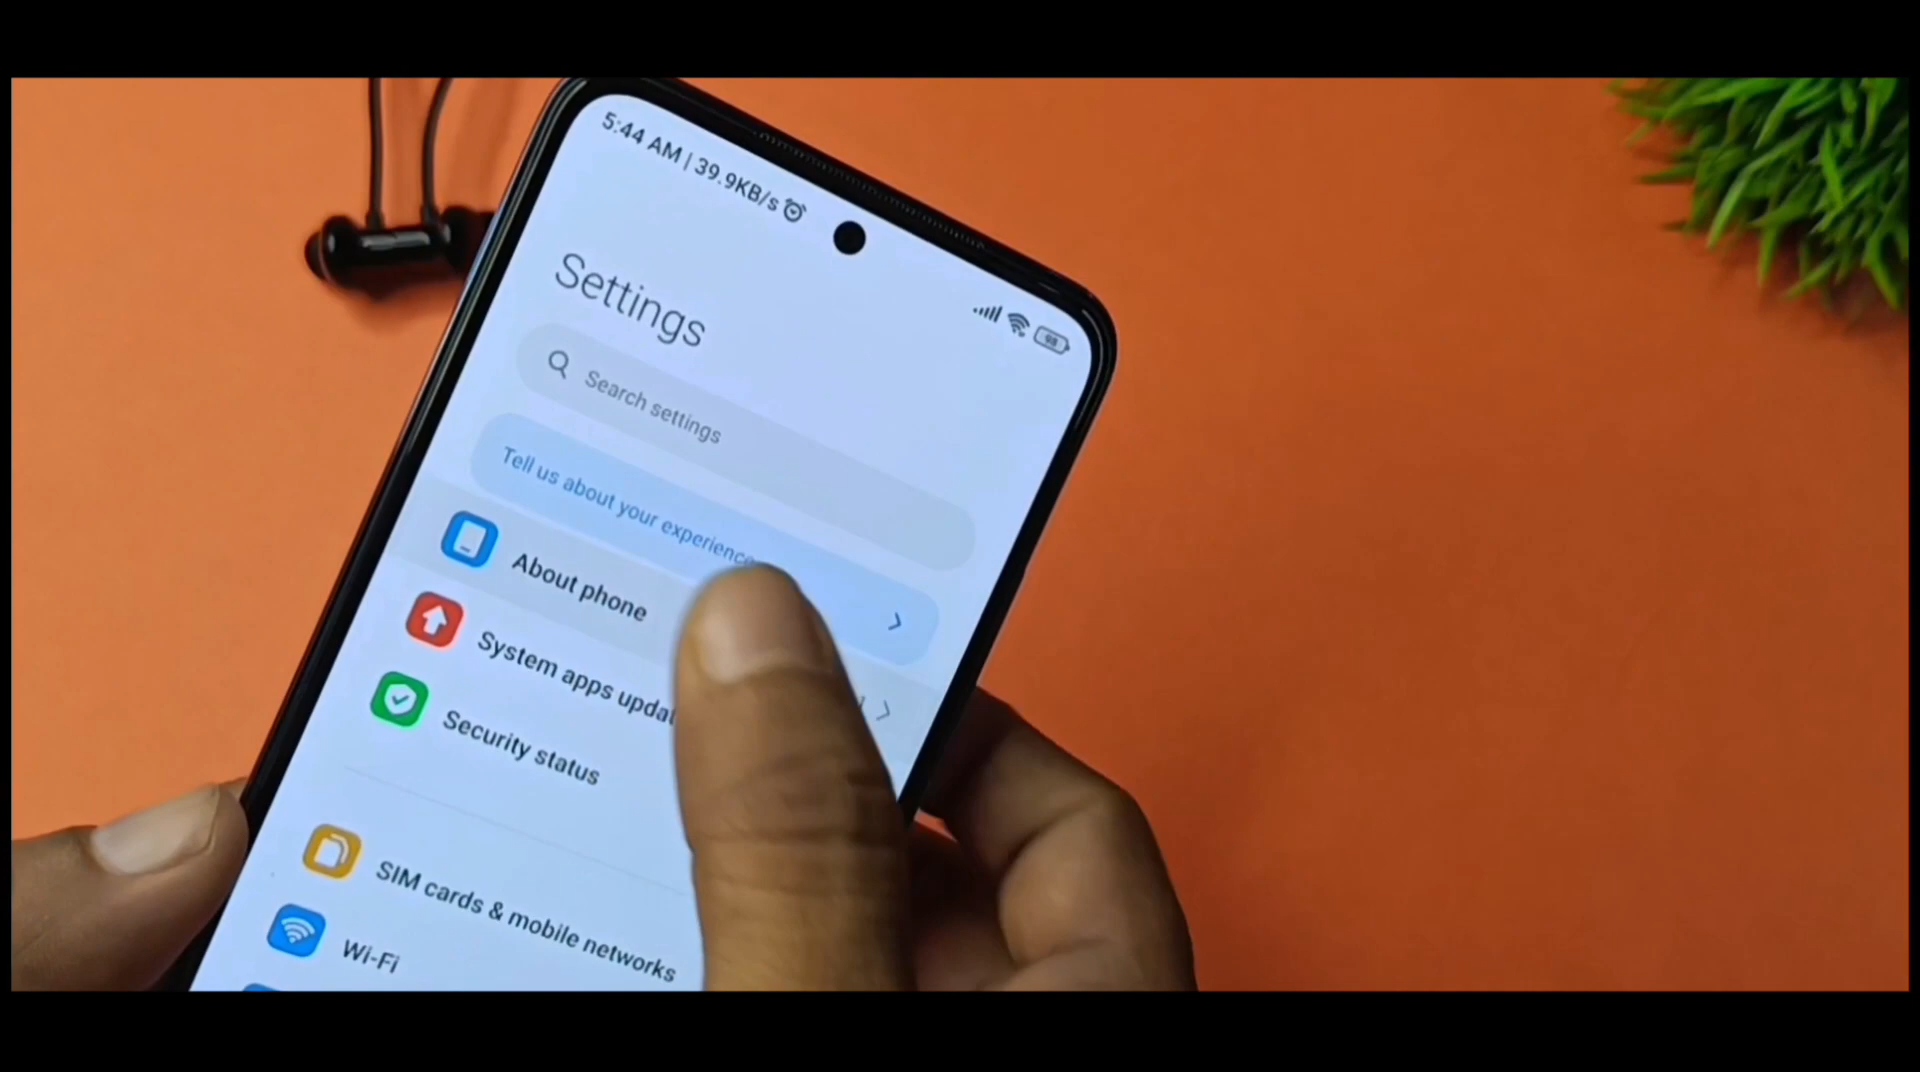 5:44 AM | 39.9KB/s
98
Settings
Search settings
Tell us about your experience
About phone
System apps
Security status
SIM cards & mobile networks
Wi-Fi